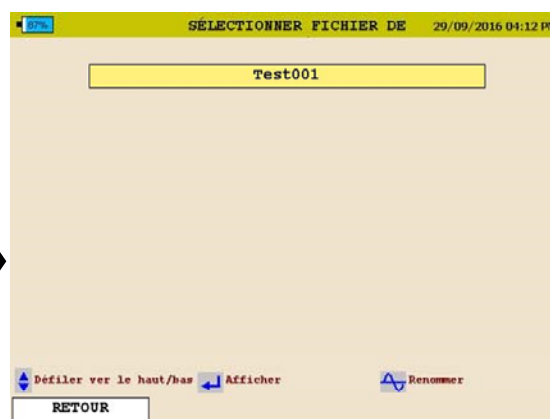 87% SÉLECTIONNER FICHIER DE 29/09/2016 04:12 PM
Test001
Défiler ver le haut/bas Afficher Renommer
RETOUR